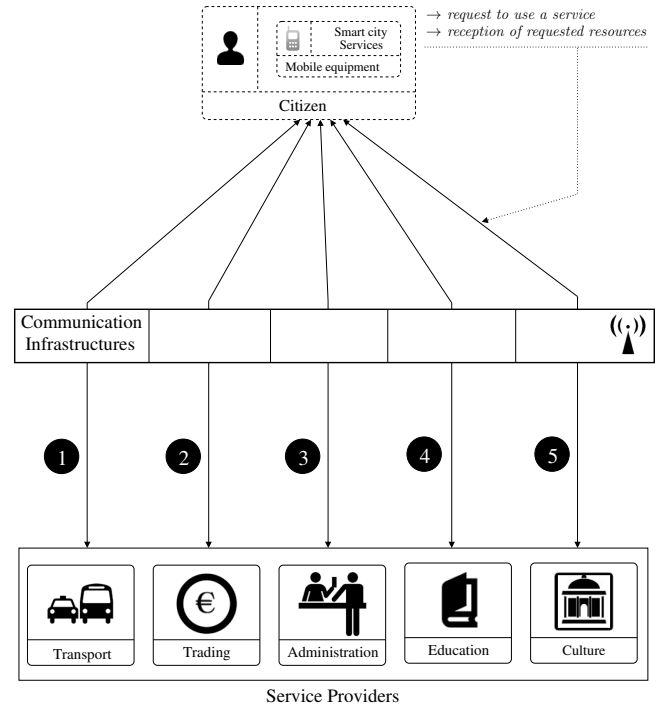 → request to use a service
→ reception of requested resources
Smart city
Services
Mobile equipment
Citizen
Communication
Infrastructures
1
2
3
4
5
€
Transport
Trading
Administration
Education
Culture
Service Providers